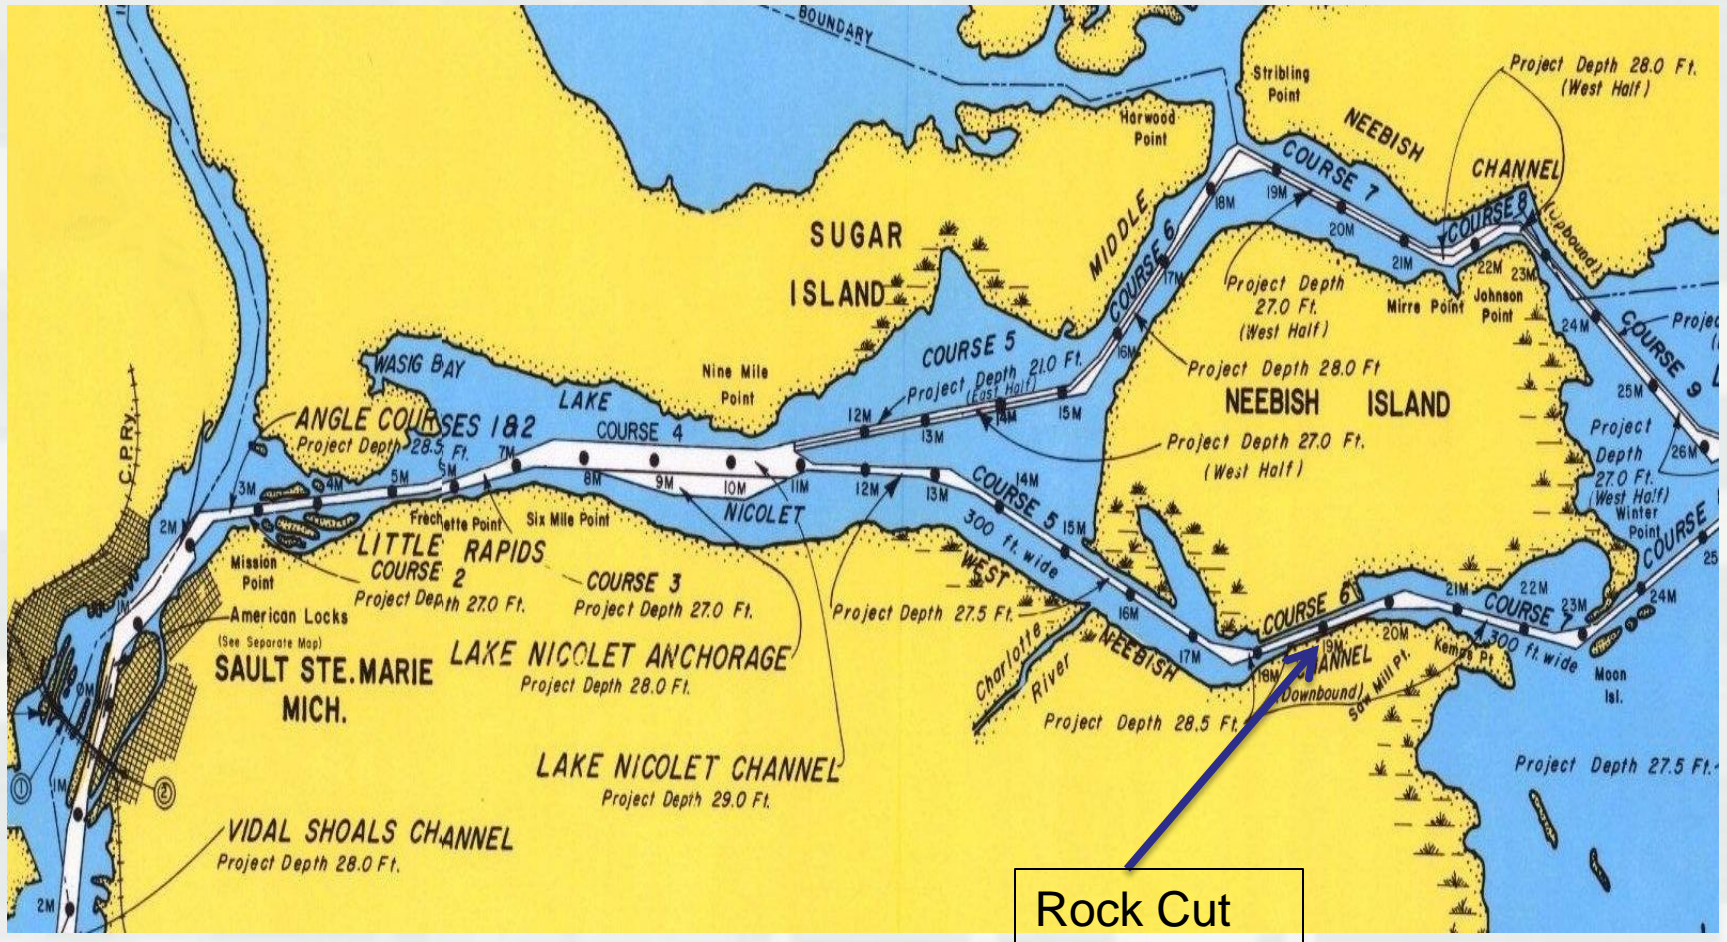 BOUNDARY
Stribling
Point
Project Depth 28.0 Ft.
(West Half)
Harwood
Point
NEEBISH
CHANNEL
(Upbound)
MIDDLE
COURSE 7
COURSE 8
COURSE 6
18M
19M
20M
21M
22M
23M
17M
16M
SUGAR
ISLAND
Project Depth
27.0 Ft.
(West Half)
Mirre Point
Johnson
Point
24M
COURSE 9
25M
26M
Project
Depth
27.0 Ft.
(West Half)
Winter
Point
Project Depth 28.0 Ft
NEEBISH ISLAND
COURSE 5
Project Depth 21.0 Ft.
(East Half)
12M
13M
14M
15M
Project Depth 27.0 Ft.
(West Half)
WASIG BAY
LAKE
Nine Mile
Point
COURSE 4
ANGLE COURSES 1&2
Project Depth 28.5 Ft.
C.P. Ry.
2M
3M
4M
5M
7M
8M
9M
10M
11M
12M
13M
14M
15M
16M
17M
18M
19M
20M
21M
22M
23M
24M
25
NICOLET
COURSE 5
300 ft. wide
Frechette Point
Six Mile Point
Mission
Point
LITTLE RAPIDS
COURSE 2
Project Depth 27.0 Ft.
COURSE 3
Project Depth 27.0 Ft.
Project Depth 27.5 Ft.
WEST
NEEBISH
CHANNEL
(Downbound)
COURSE 6
COURSE 7
300 ft. wide
COURSE
Kemps Pt
Saw Mill Pt.
Moon
Isl.
Charlotte
River
American Locks
(See Separate Map)
SAULT STE. MARIE
MICH.
1M
0M
1M
2M
1
2
LAKE NICOLET ANCHORAGE
Project Depth 28.0 Ft.
LAKE NICOLET CHANNEL
Project Depth 29.0 Ft.
Project Depth 28.5 Ft.
Project Depth 27.5 Ft.
VIDAL SHOALS CHANNEL
Project Depth 28.0 Ft.
Rock Cut